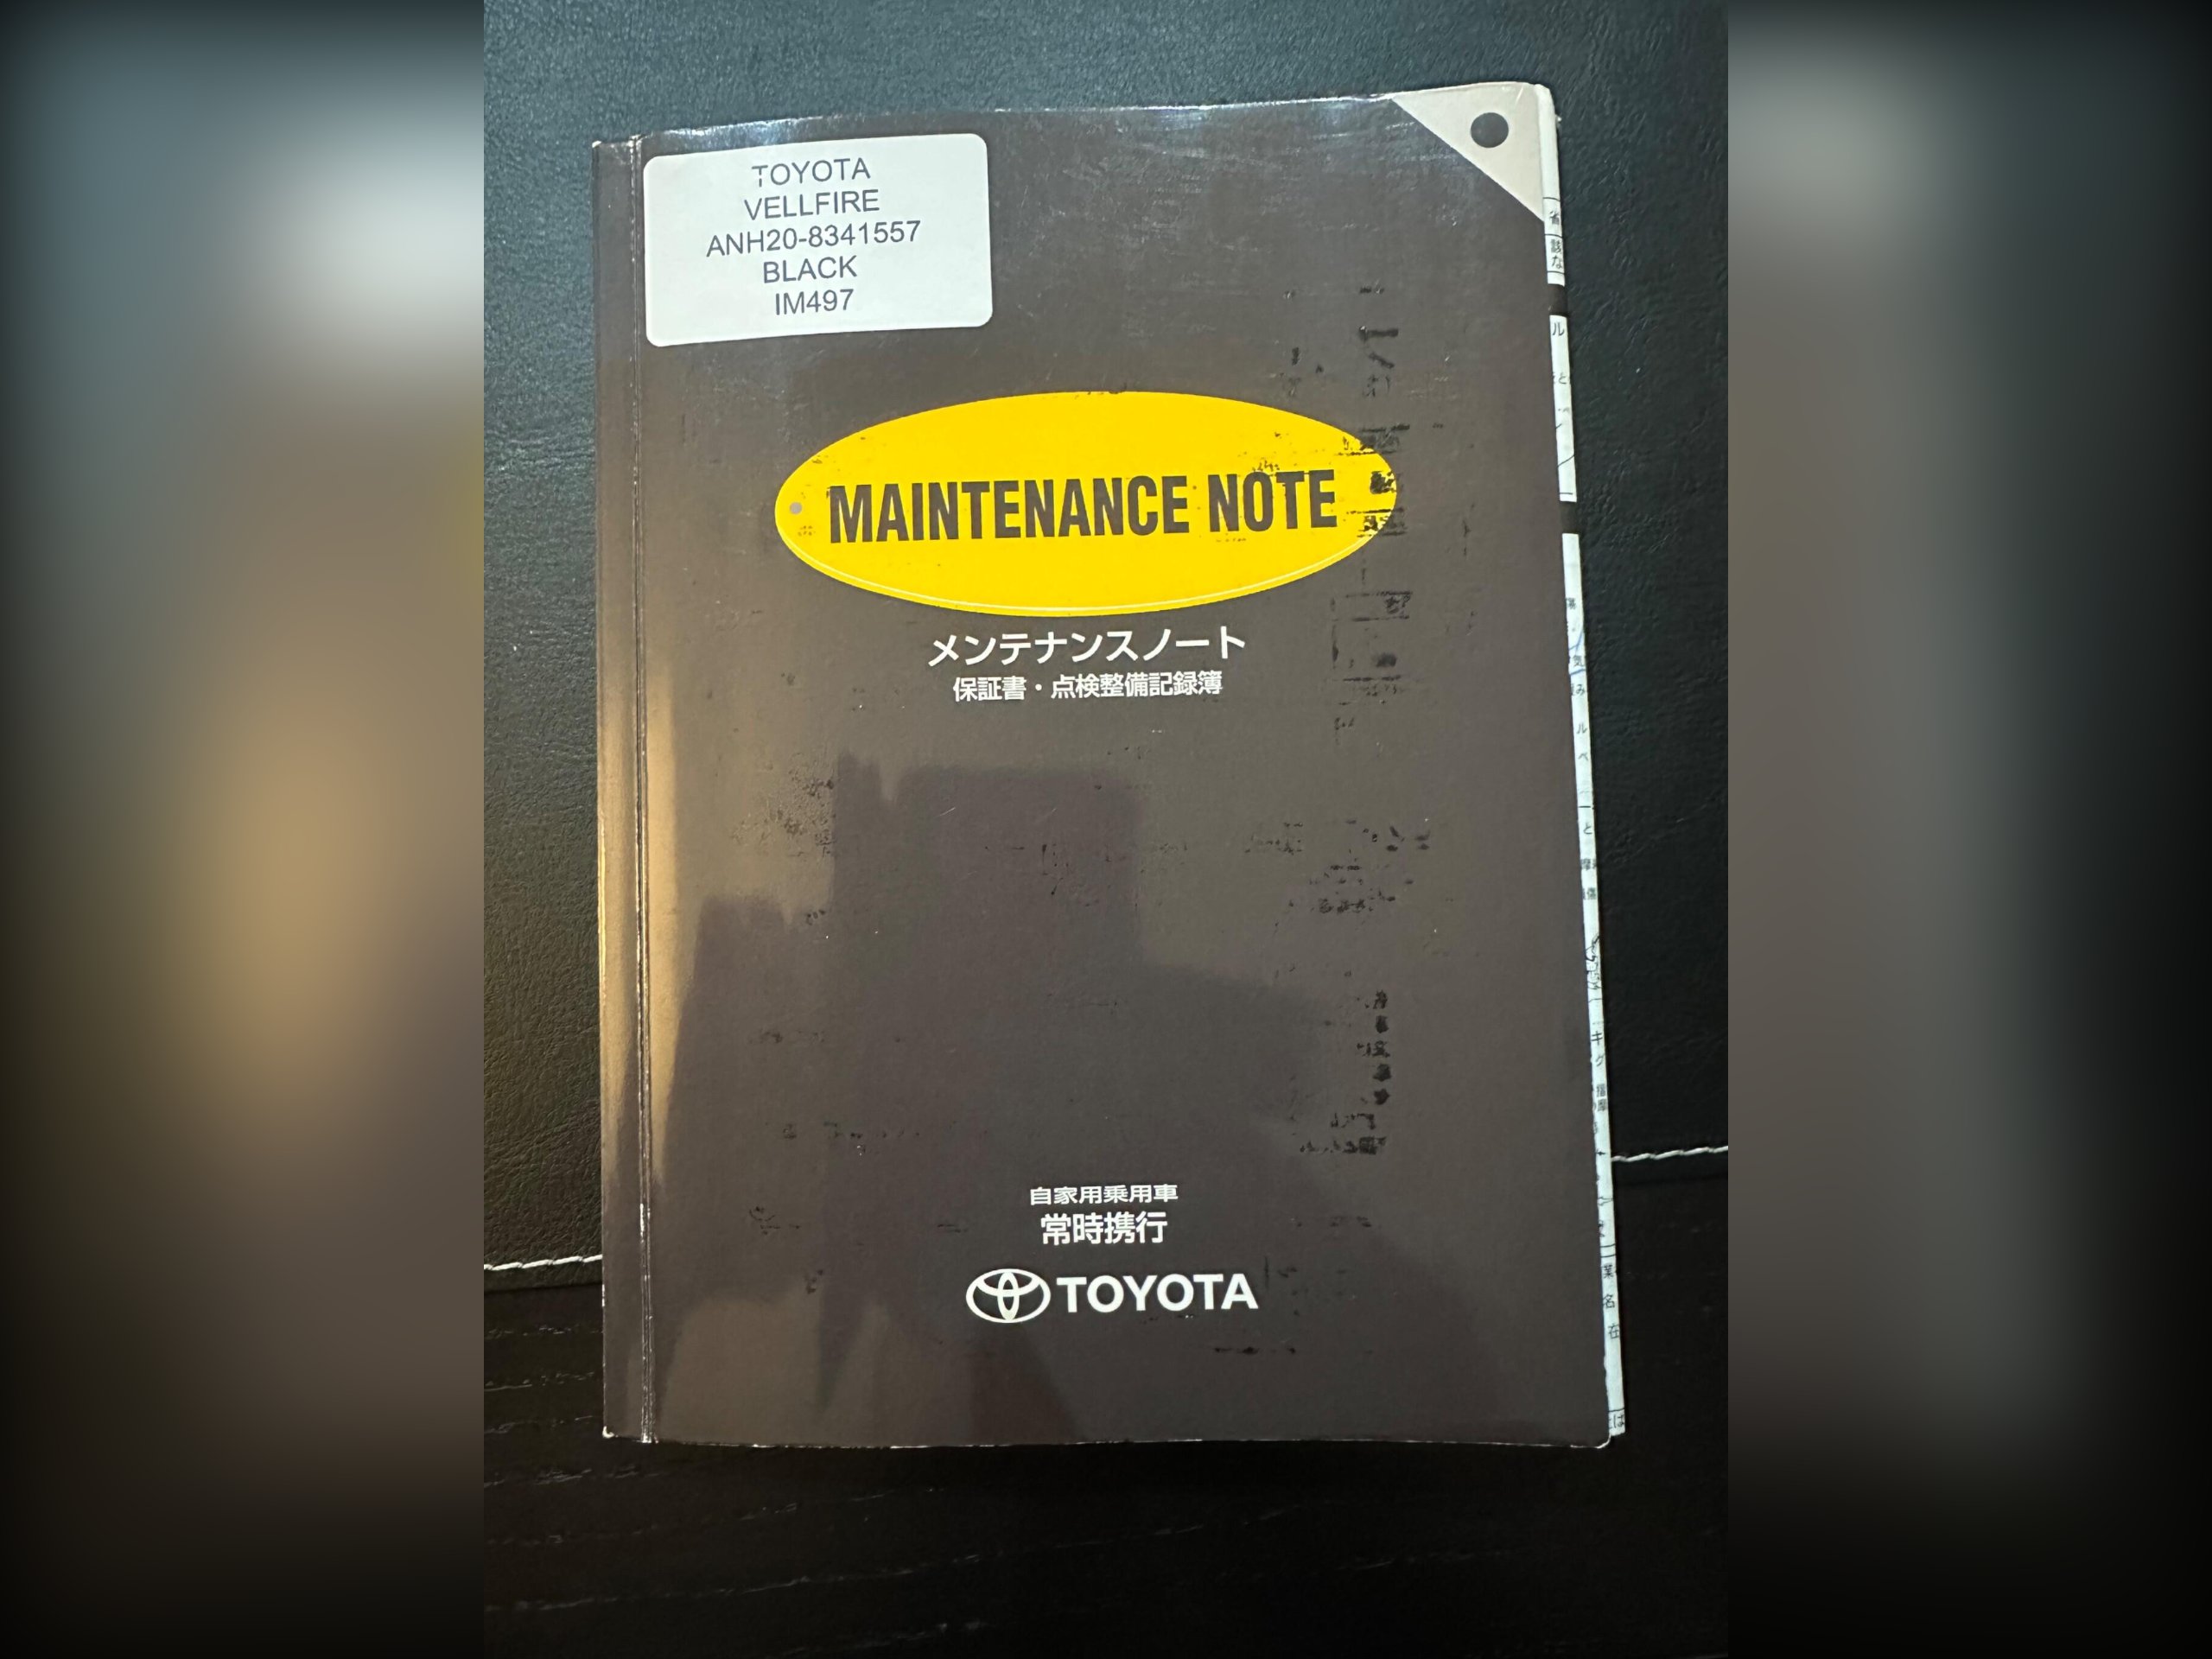 TOYOTA
VELLFIRE
ANH20-8341557
BLACK
IM497
MAINTENANCE NOTE
メンテナンスノート
保証書・点検整備記録簿
自家用乗用車
常時携行
TOYOTA